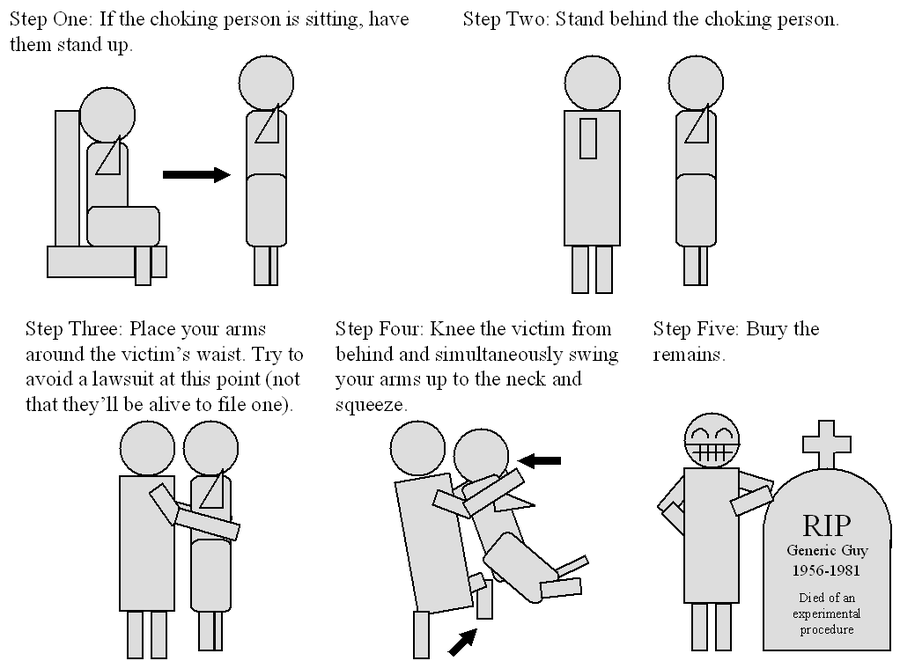 Step One: If the choking person is sitting, have
them stand up.
Step Two: Stand behind the choking person.
Step Three: Place your arms
around the victim's waist. Try to
avoid a lawsuit at this point (not
that they'll be alive to file one).
Step Four: Knee the victim from
behind and simultaneously swing
your arms up to the neck and
squeeze.
Step Five: Bury the
remains.
RIP
Generic Guy
1956-1981
Died of an
experimental
procedure